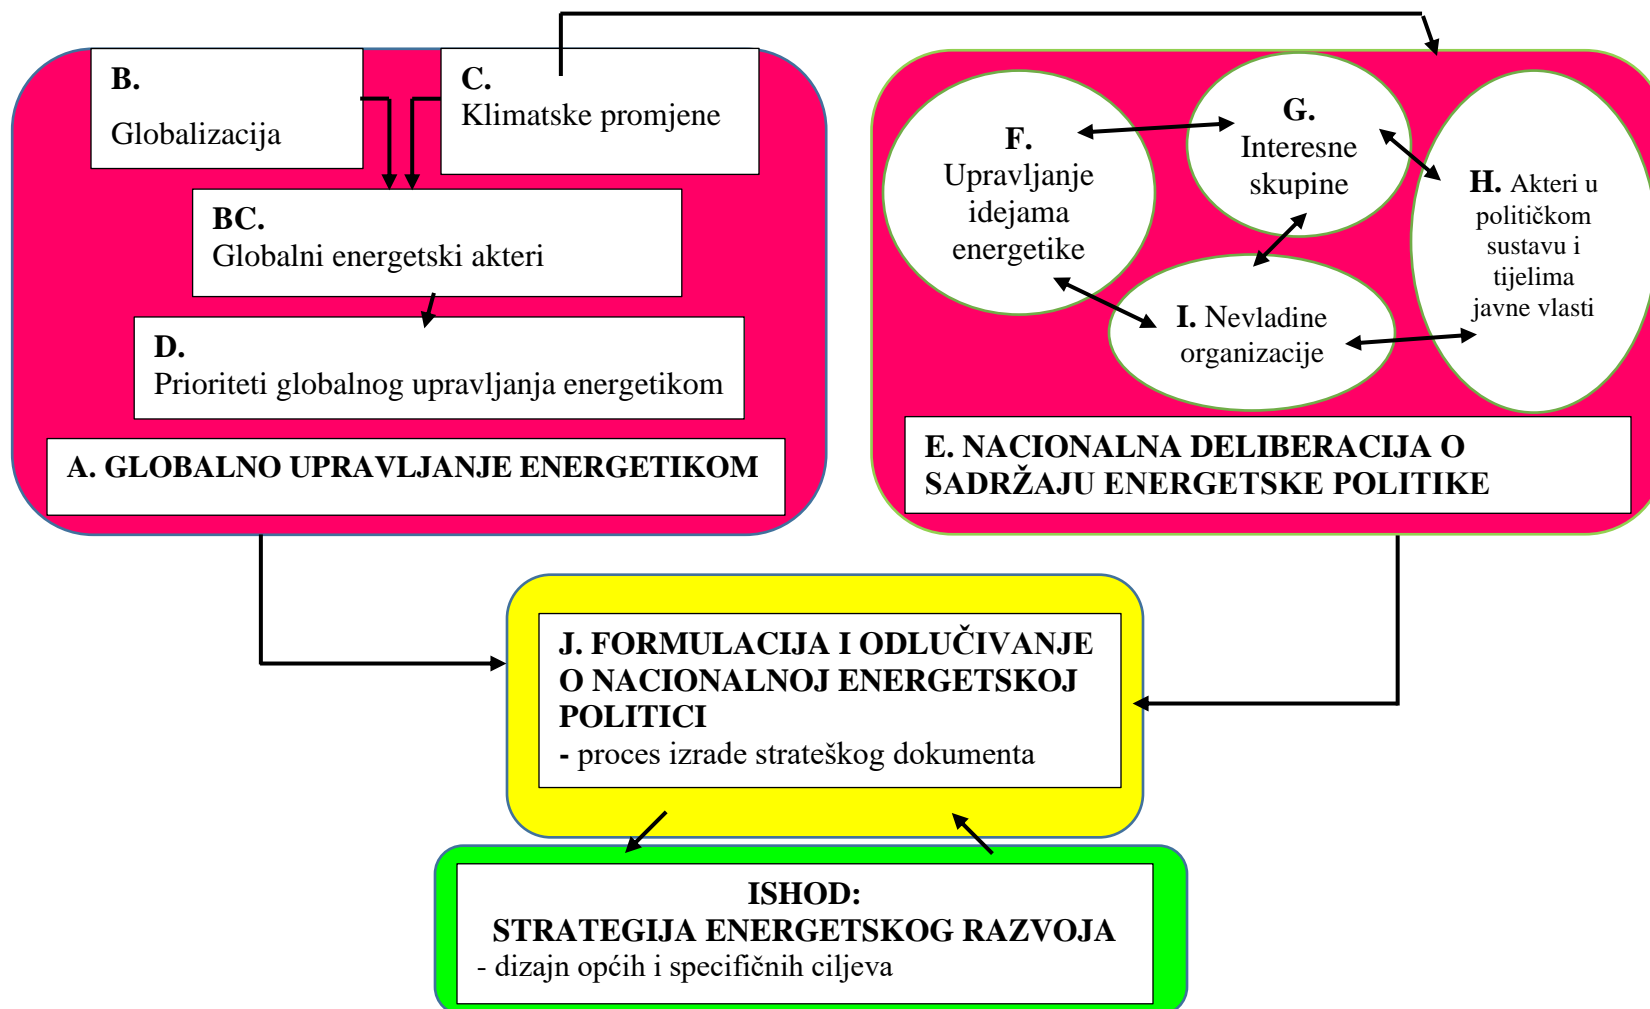 B.
Globalizacija
C.
Klimatske promjene
BC.
Globalni energetski akteri
D.
Prioriteti globalnog upravljanja energetikom
A. GLOBALNO UPRAVLJANJE ENERGETIKOM
F.
Upravljanje
idejama
energetike
G.
Interesne
skupine
H. Akteri u
političkom
sustavu i
tijelima
javne vlasti
I. Nevladine
organizacije
E. NACIONALNA DELIBERACIJA O
SADRŽAJU ENERGETSKE POLITIKE
J. FORMULACIJA I ODLUČIVANJE
O NACIONALNOJ ENERGETSKOJ
POLITICI
- proces izrade strateškog dokumenta
ISHOD:
STRATEGIJA ENERGETSKOG RAZVOJA
- dizajn općih i specifičnih ciljeva